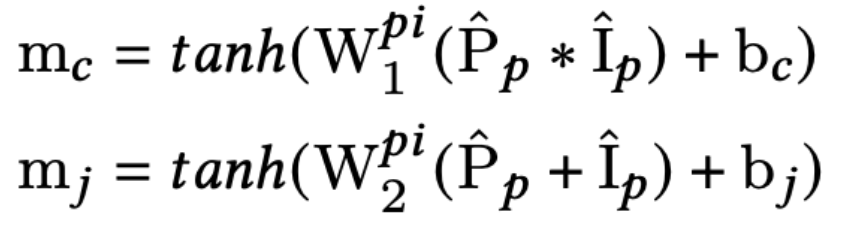 m_c = tanh(W_1^{pi}(P̂_p * Î_p) + b_c)
m_j = tanh(W_2^{pi}(P̂_p + Î_p) + b_j)